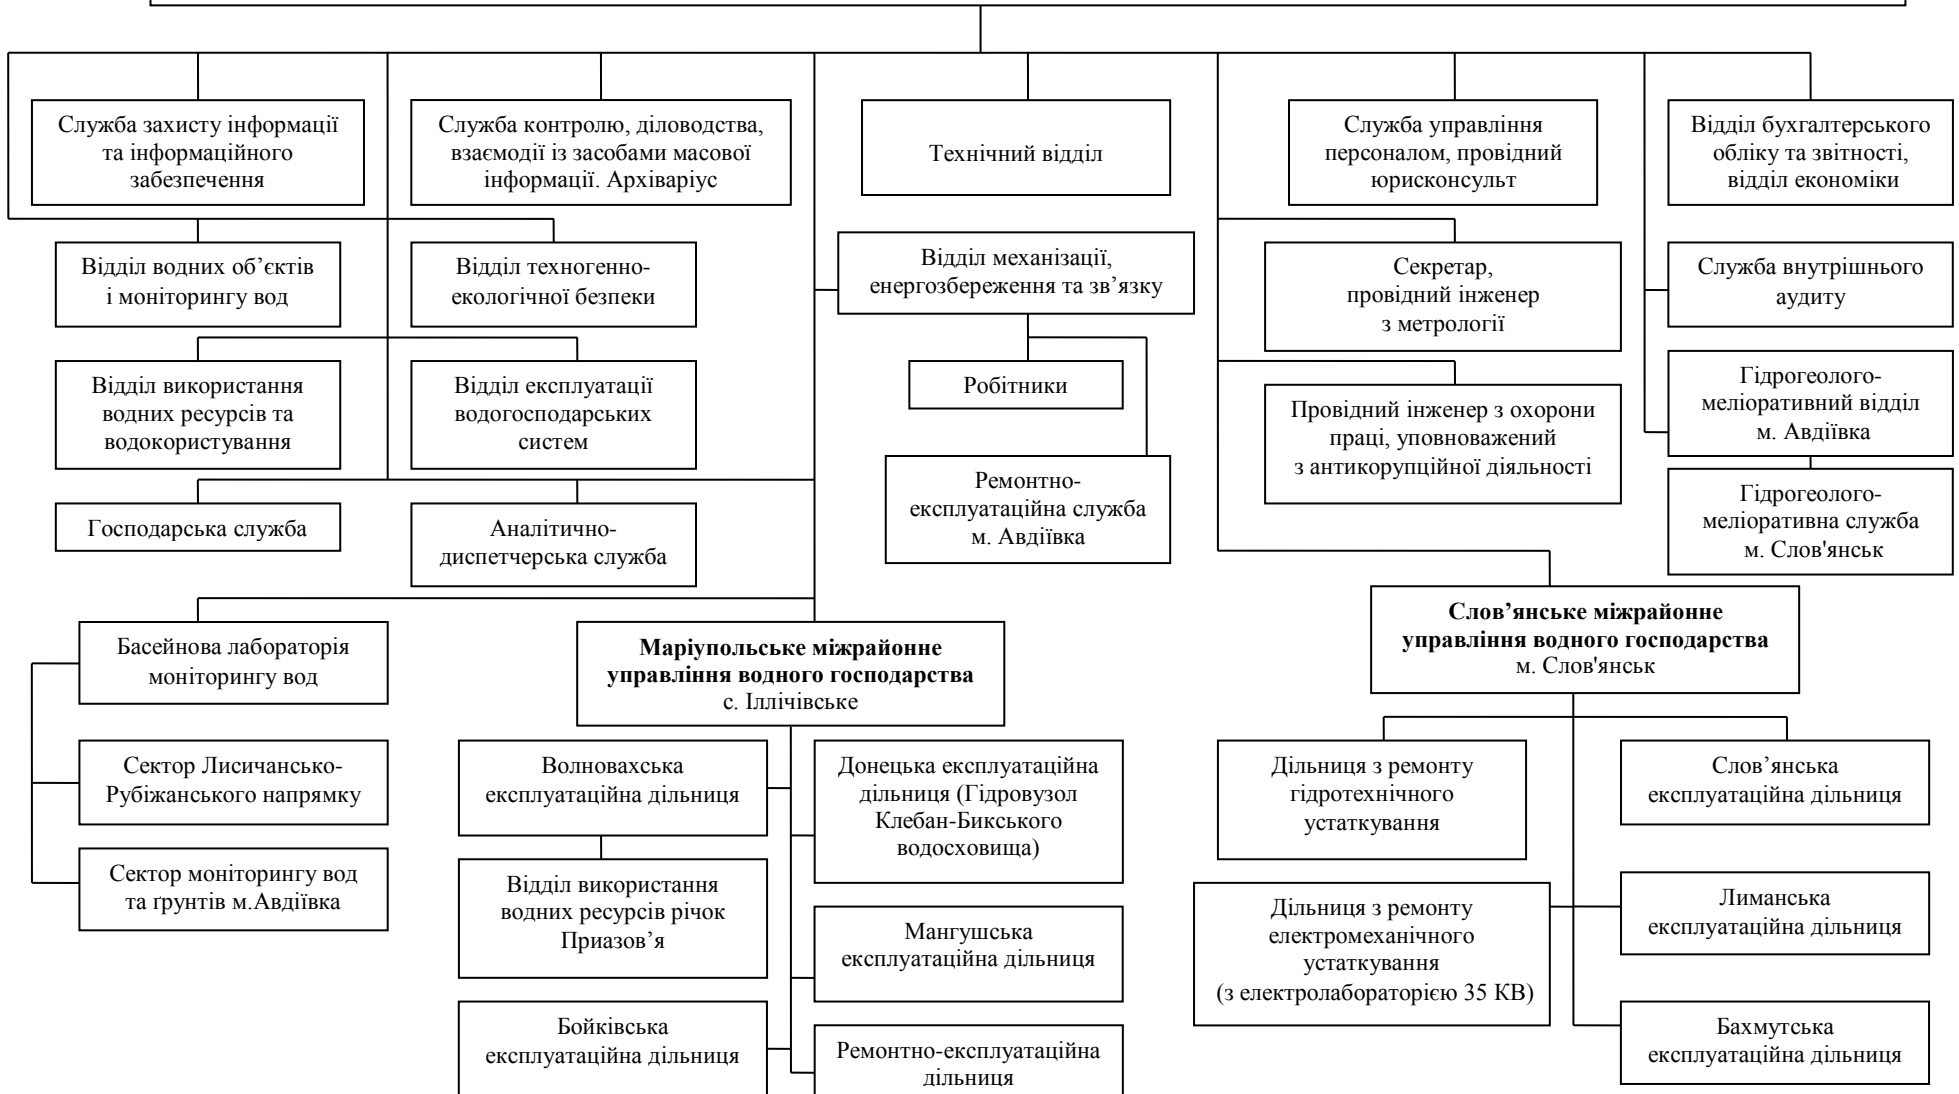 Служба захисту інформації
та інформаційного
забезпечення
Служба контролю, діловодства,
взаємодії із засобами масової
інформації. Архіваріус
Технічний відділ
Служба управління
персоналом, провідний
юрисконсульт
Відділ бухгалтерського
обліку та звітності,
відділ економіки
Відділ водних об’єктів
і моніторингу вод
Відділ техногенно-
екологічної безпеки
Відділ механізації,
енергозбереження та зв’язку
Секретар,
провідний інженер
з метрології
Служба внутрішнього
аудиту
Відділ використання
водних ресурсів та
водокористування
Відділ експлуатації
водогосподарських
систем
Робітники
Провідний інженер з охорони
праці, уповноважений
з антикорупційної діяльності
Гідрогеолого-
меліоративний відділ
м. Авдіївка
Господарська служба
Аналітично-
диспетчерська служба
Ремонтно-
експлуатаційна служба
м. Авдіївка
Гідрогеолого-
меліоративна служба
м. Слов'янськ
Басейнова лабораторія
моніторингу вод
Маріупольське міжрайонне
управління водного господарства
с. Іллічівське
Слов’янське міжрайонне
управління водного господарства
м. Слов'янськ
Сектор Лисичансько-
Рубіжанського напрямку
Волноваxська
експлуатаційна дільниця
Донецька експлуатаційна
дільниця (Гідровузол
Клебан-Бикського
водосховища)
Дільниця з ремонту
гідротехнічного
устаткування
Слов’янська
експлуатаційна дільниця
Сектор моніторингу вод
та ґрунтів м.Авдіївка
Відділ використання
водних ресурсів річок
Приазов’я
Мангушська
експлуатаційна дільниця
Дільниця з ремонту
електромеханічного
устаткування
(з електролабораторією 35 КВ)
Лиманська
експлуатаційна дільниця
Бойківська
експлуатаційна дільниця
Ремонтно-експлуатаційна
дільниця
Бахмутська
експлуатаційна дільниця